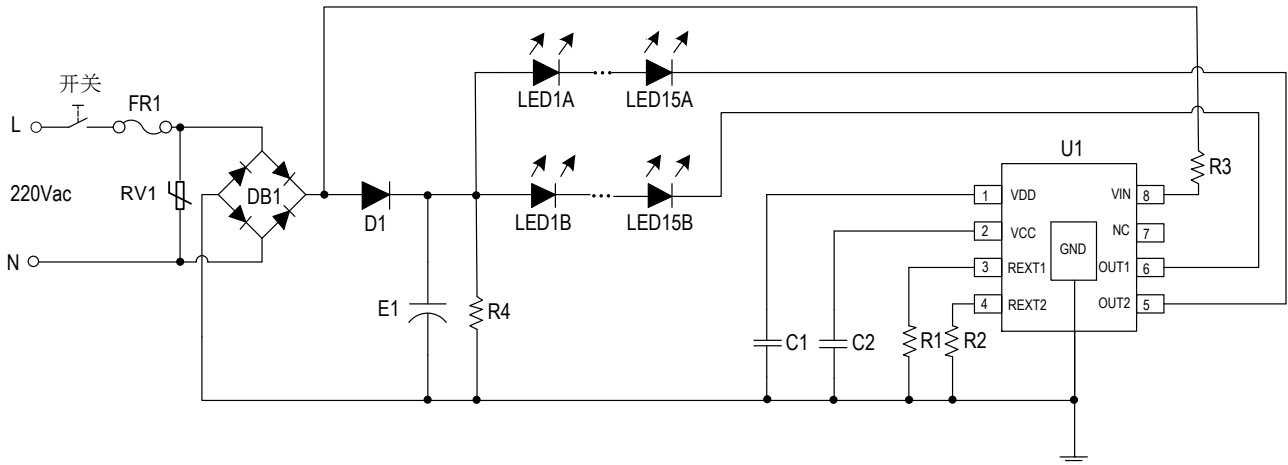 开关
L
FR1
220Vac
RV1
DB1
N
D1
E1
R4
LED1A
LED15A
LED1B
LED15B
C1
C2
R1
R2
U1
R3
1
VDD
VIN
8
2
VCC
NC
7
GND
3
REXT1
OUT1
6
4
REXT2
OUT2
5